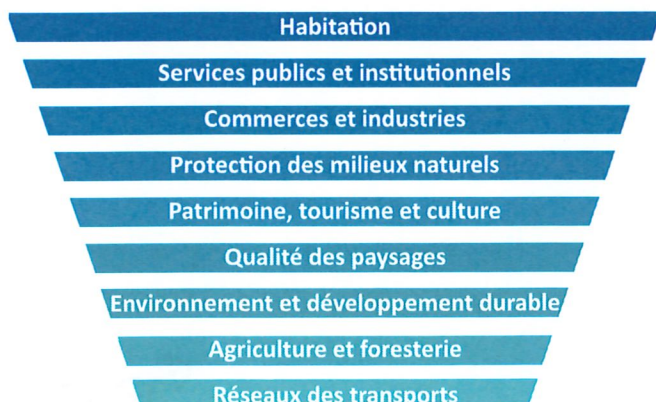 Habitation
Services publics et institutionnels
Commerces et industries
Protection des milieux naturels
Patrimoine, tourisme et culture
Qualité des paysages
Environnement et développement durable
Agriculture et foresterie
Réseaux des transports